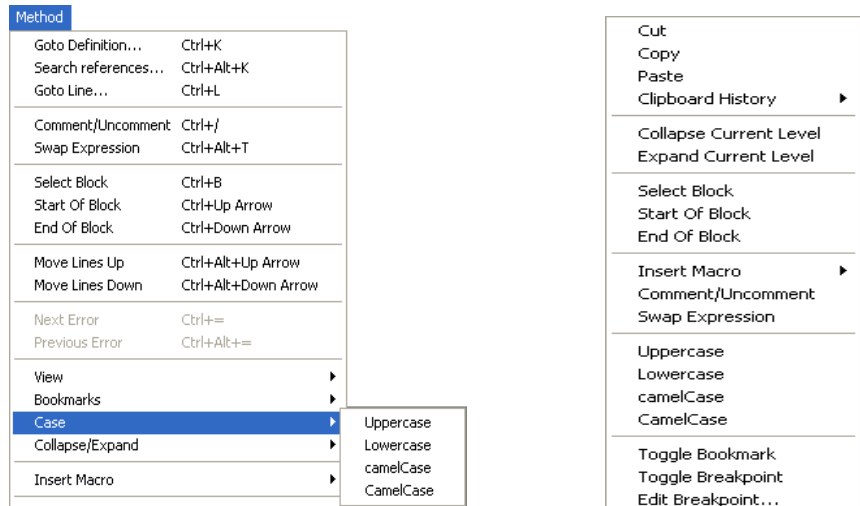 Method
Goto Definition... Ctrl+K
Search references... Ctrl+Alt+K
Goto Line... Ctrl+L
Comment/Uncomment Ctrl+/
Swap Expression Ctrl+Alt+T
Select Block Ctrl+B
Start Of Block Ctrl+Up Arrow
End Of Block Ctrl+Down Arrow
Move Lines Up Ctrl+Alt+Up Arrow
Move Lines Down Ctrl+Alt+Down Arrow
Next Error Ctrl+=
Previous Error Ctrl+Alt+=
View
Bookmarks
Case
Collapse/Expand
Insert Macro
Uppercase
Lowercase
camelCase
CamelCase
Cut
Copy
Paste
Clipboard History
Collapse Current Level
Expand Current Level
Select Block
Start Of Block
End Of Block
Insert Macro
Comment/Uncomment
Swap Expression
Uppercase
Lowercase
camelCase
CamelCase
Toggle Bookmark
Toggle Breakpoint
Edit Breakpoint...